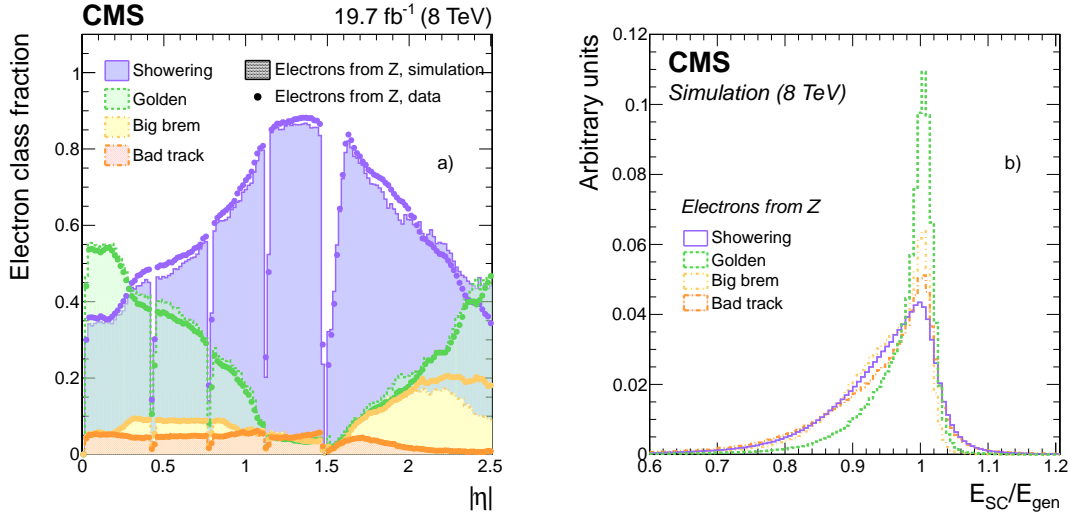 CMS
19.7 fb⁻¹ (8 TeV)
Electron class fraction
1
0.8
0.6
0.4
0.2
0
Showering
Golden
Big brem
Bad track
Electrons from Z, simulation
Electrons from Z, data
a)
0 0.5 1 1.5 2 2.5
|η|
Arbitrary units
0.12
0.1
0.08
0.06
0.04
0.02
0
CMS
Simulation (8 TeV)
b)
Electrons from Z
Showering
Golden
Big brem
Bad track
0.6 0.7 0.8 0.9 1 1.1 1.2
E_SC/E_gen